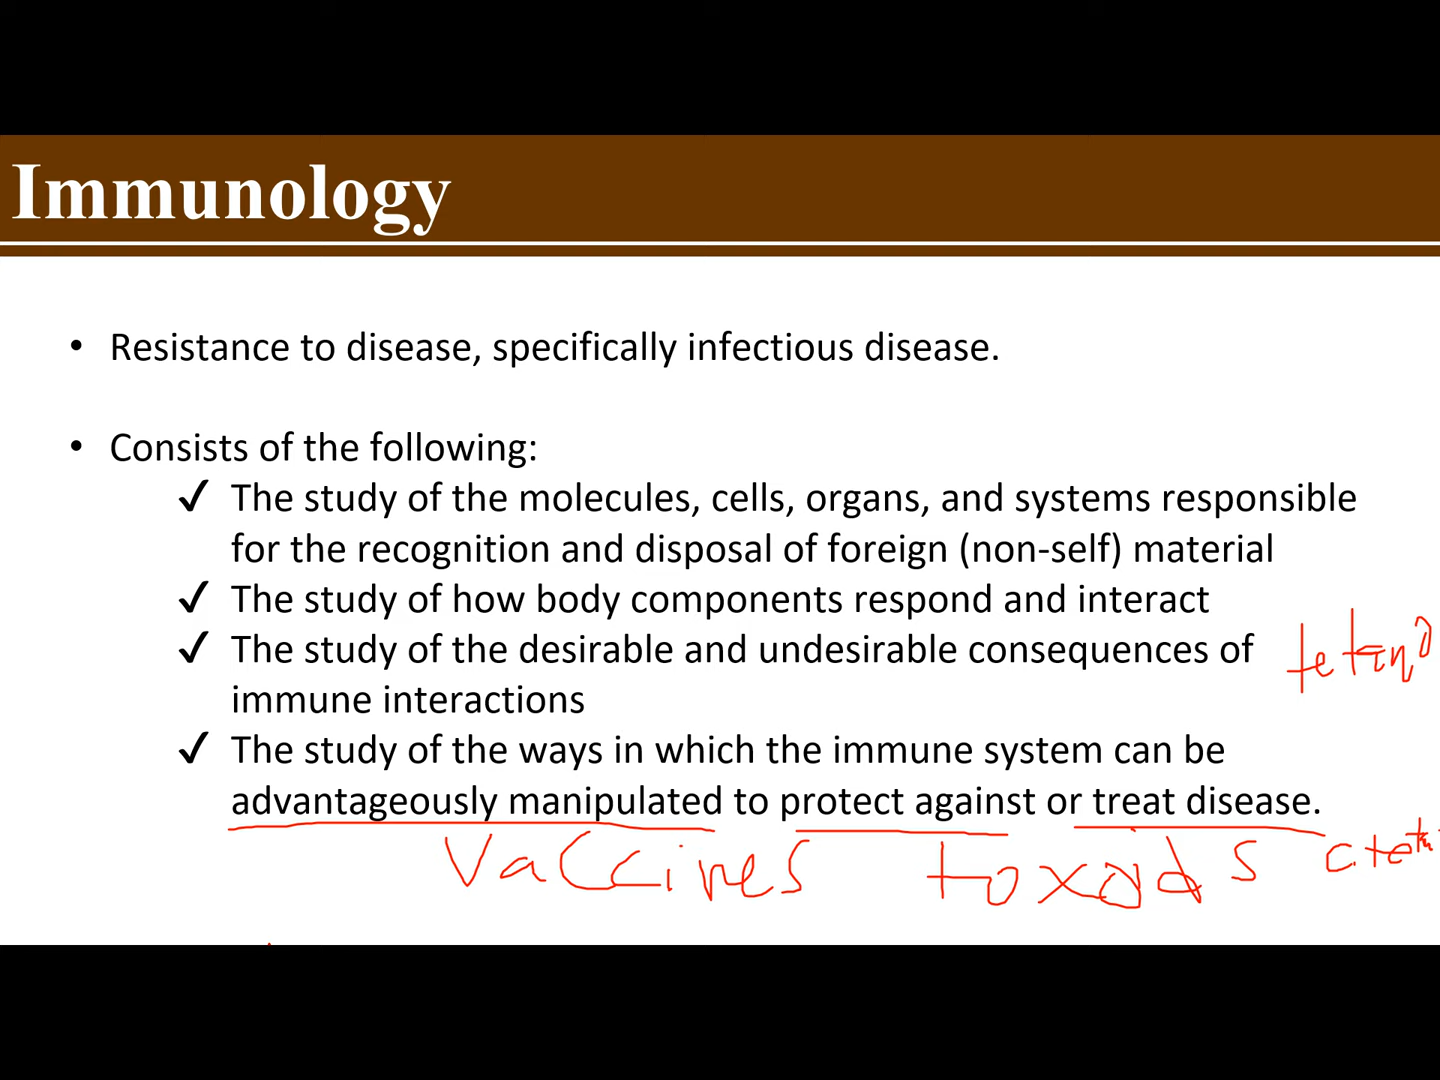 Immunology
• Resistance to disease, specifically infectious disease.
• Consists of the following:
✓ The study of the molecules, cells, organs, and systems responsible
for the recognition and disposal of foreign (non-self) material
✓ The study of how body components respond and interact
✓ The study of the desirable and undesirable consequences of
immune interactions
✓ The study of the ways in which the immune system can be
advantageously manipulated to protect against or treat disease.
Vaccines toxoids